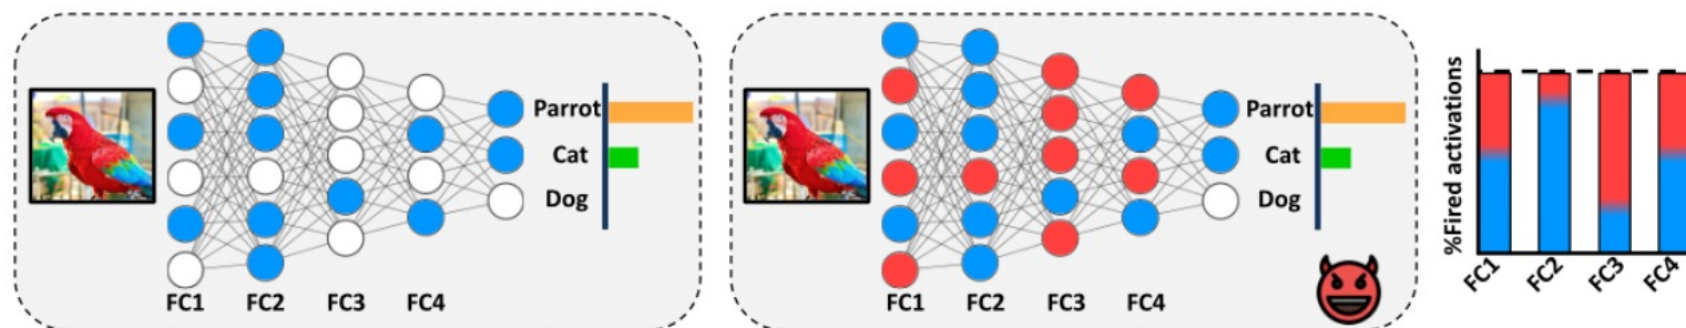 Parrot
Cat
Dog
FC1 FC2 FC3 FC4
Parrot
Cat
Dog
FC1 FC2 FC3 FC4
%Fired activations
FC1 FC2 FC3 FC4